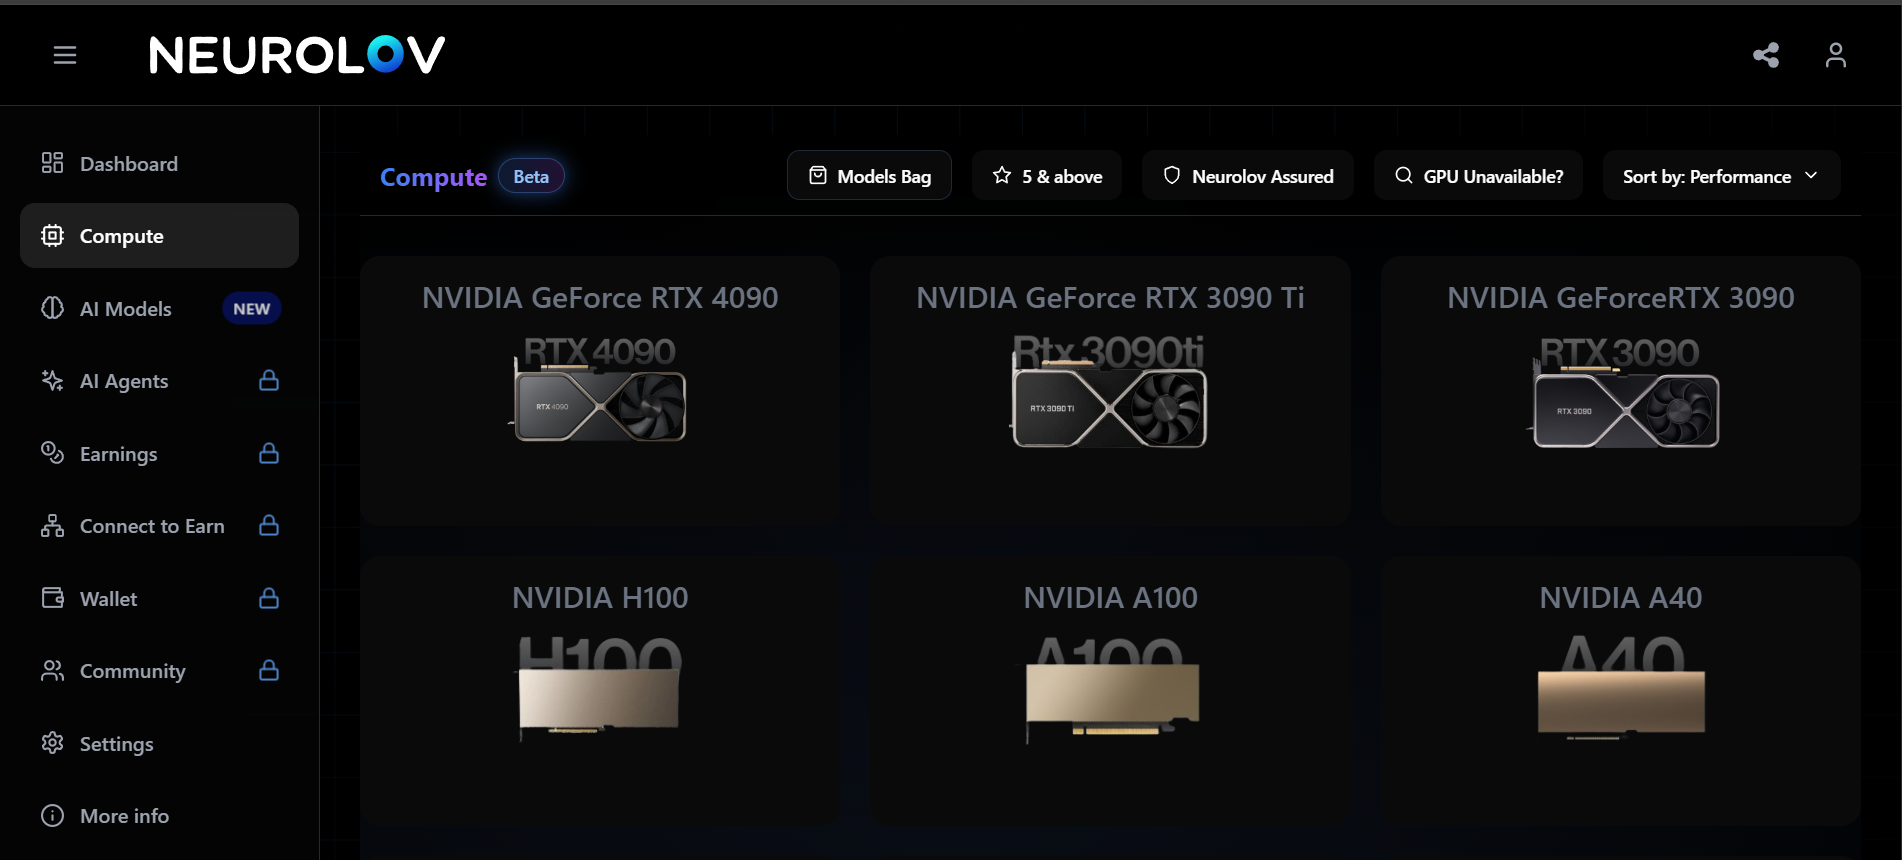 NEUROLOV
Dashboard
Compute
AI Models NEW
AI Agents
Earnings
Connect to Earn
Wallet
Community
Settings
More info
Compute Beta
Models Bag
5 & above
Neurolov Assured
GPU Unavailable?
Sort by: Performance
NVIDIA GeForce RTX 4090
RTX 4090
RTX 4090
NVIDIA GeForce RTX 3090 Ti
Rtx 3090ti
RTX 3090 Ti
NVIDIA GeForceRTX 3090
RTX 3090
RTX 3090
NVIDIA H100
H100
NVIDIA A100
A100
NVIDIA A40
A40